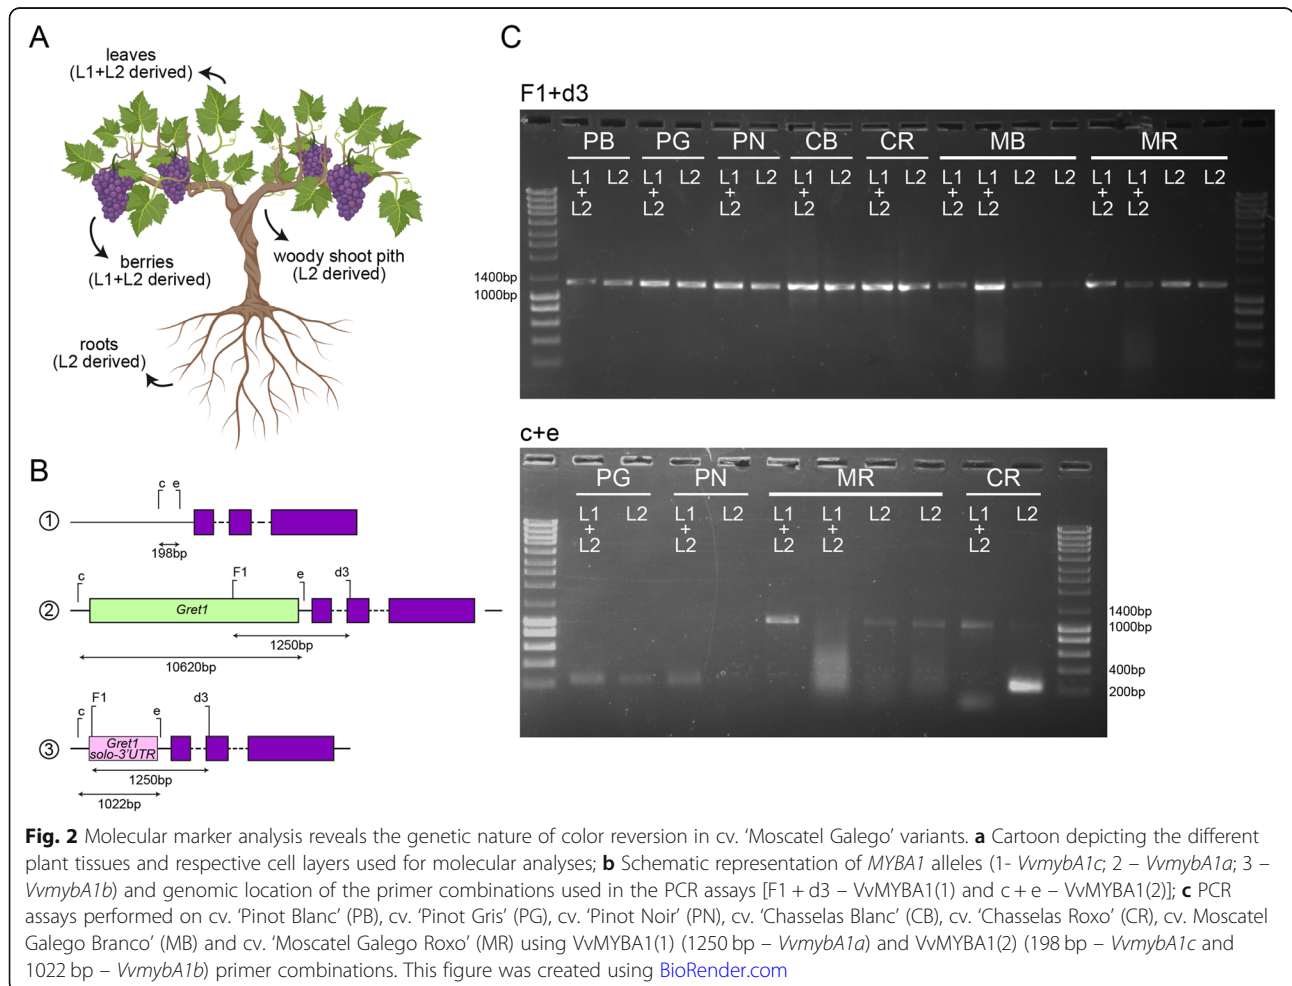 A
leaves
(L1+L2 derived)
berries
(L1+L2 derived)
woody shoot pith
(L2 derived)
roots
(L2 derived)
B
c e
①
198bp
c F1 e d3
②
Gret1
1250bp
10620bp
c F1 e d3
③
Gret1
solo-3'UTR
1250bp
1022bp
C
F1+d3
PB PG PN CB CR MB MR
L1 L2 L1 L2 L1 L2 L1 L2 L1 L2 L1 L1 L2 L2 L1 L1 L2 L2
+ + + + + + + + +
L2 L2 L2 L2 L2 L2 L2 L2 L2
1400bp
1000bp
c+e
PG PN MR CR
L1 L2 L1 L2 L1 L1 L2 L2 L1 L2
+ + + + +
L2 L2 L2 L2 L2
1400bp
1000bp
400bp
200bp
Fig. 2 Molecular marker analysis reveals the genetic nature of color reversion in cv. ‘Moscatel Galego’ variants. a Cartoon depicting the different
plant tissues and respective cell layers used for molecular analyses; b Schematic representation of MYBA1 alleles (1- VvmybA1c; 2 – VvmybA1a; 3 –
VvmybA1b) and genomic location of the primer combinations used in the PCR assays [F1 + d3 – VvMYBA1(1) and c + e – VvMYBA1(2)]; c PCR
assays performed on cv. ‘Pinot Blanc’ (PB), cv. ‘Pinot Gris’ (PG), cv. ‘Pinot Noir’ (PN), cv. ‘Chasselas Blanc’ (CB), cv. ‘Chasselas Roxo’ (CR), cv. Moscatel
Galego Branco’ (MB) and cv. ‘Moscatel Galego Roxo’ (MR) using VvMYBA1(1) (1250 bp – VvmybA1a) and VvMYBA1(2) (198 bp – VvmybA1c and
1022 bp – VvmybA1b) primer combinations. This figure was created using BioRender.com